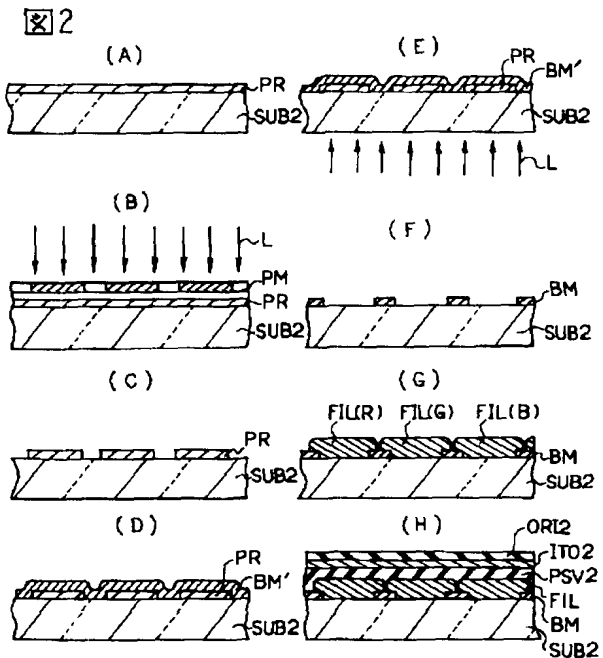 図2
(A)
PR
SUB2
(B)
L
PM
PR
SUB2
(C)
PR
SUB2
(D)
PR
BM'
SUB2
(E)
PR
BM'
SUB2
L
(F)
BM
SUB2
(G)
FIL(R) FIL(G) FIL(B)
BM
SUB2
(H)
ORI2
ITO2
PSV2
FIL
BM
SUB2